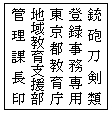 銃砲刀剣類
登録事務専用
東京都教育庁
地域教育支援部
管理課長印